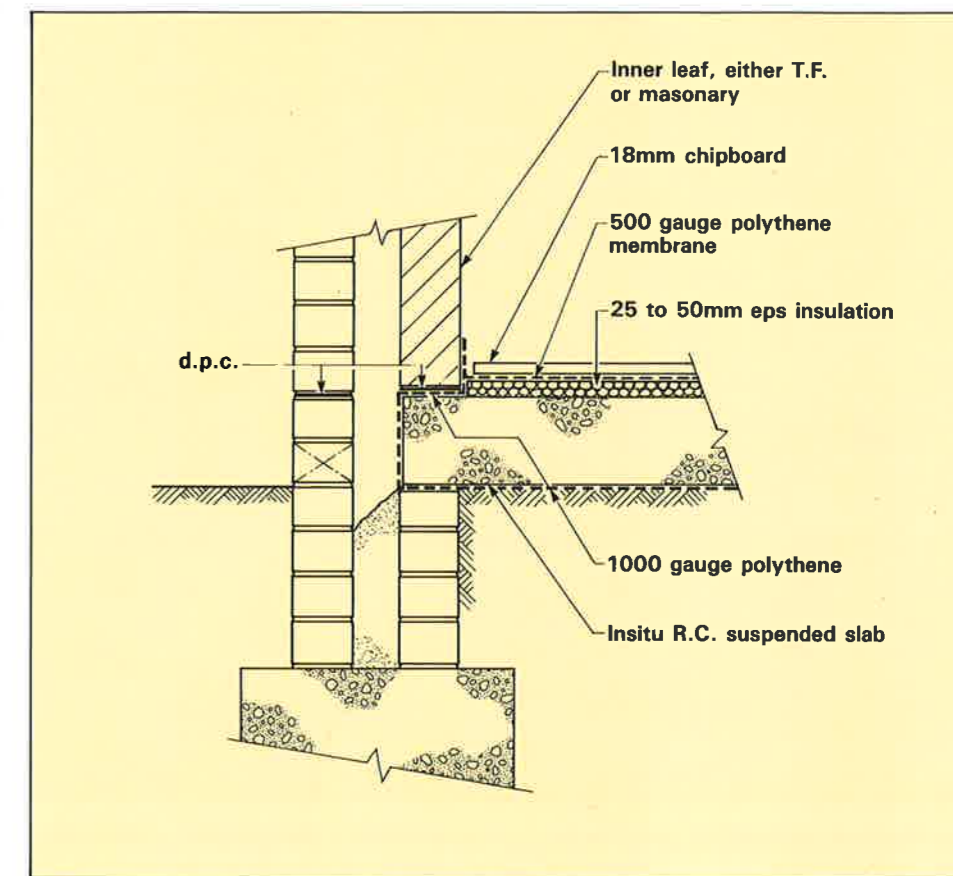 Inner leaf, either T.F.
or masonary
18mm chipboard
500 gauge polythene
membrane
25 to 50mm eps insulation
d.p.c.
1000 gauge polythene
Insitu R.C. suspended slab